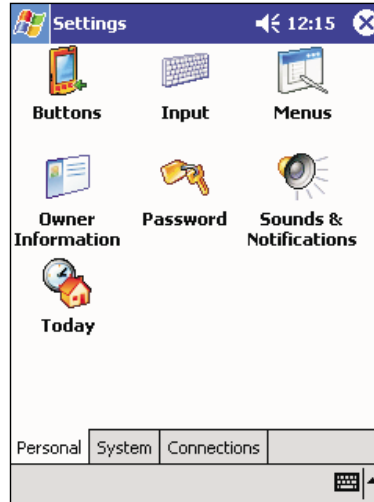 Settings 12:15
Buttons Input Menus
Owner Information Password Sounds & Notifications
Today
Personal System Connections